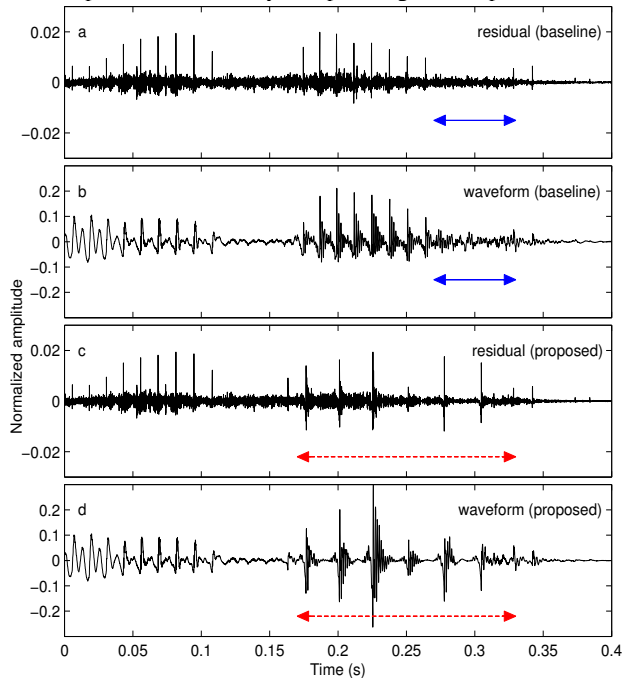 a
residual (baseline)
0.02
0
−0.02
b
waveform (baseline)
0.2
0.1
0
−0.1
−0.2
c
residual (proposed)
0.02
0
−0.02
d
waveform (proposed)
0.2
0.1
0
−0.1
−0.2
Normalized amplitude
0 0.05 0.1 0.15 0.2 0.25 0.3 0.35 0.4
Time (s)